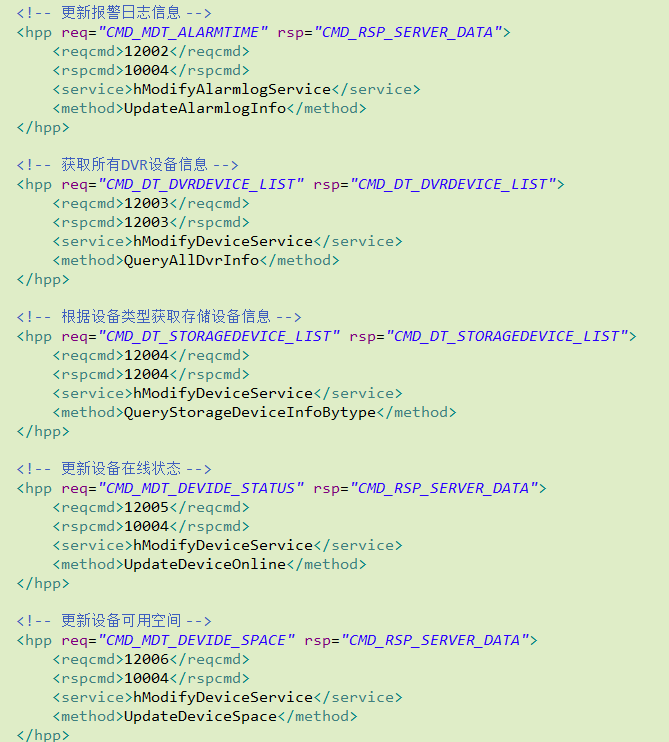 <!-- 更新报警日志信息 -->
<hpp req="CMD_MDT_ALARMTIME" rsp="CMD_RSP_SERVER_DATA">
    <reqcmd>12002</reqcmd>
    <rspcmd>10004</rspcmd>
    <service>hModifyAlarmlogService</service>
    <method>UpdateAlarmlogInfo</method>
</hpp>

<!-- 获取所有DVR设备信息 -->
<hpp req="CMD_DT_DVRDEVICE_LIST" rsp="CMD_DT_DVRDEVICE_LIST">
    <reqcmd>12003</reqcmd>
    <rspcmd>12003</rspcmd>
    <service>hModifyDeviceService</service>
    <method>QueryAllDvrInfo</method>
</hpp>

<!-- 根据设备类型获取存储设备信息 -->
<hpp req="CMD_DT_STORAGEDEVICE_LIST" rsp="CMD_DT_STORAGEDEVICE_LIST">
    <reqcmd>12004</reqcmd>
    <rspcmd>12004</rspcmd>
    <service>hModifyDeviceService</service>
    <method>QueryStorageDeviceInfoBytype</method>
</hpp>

<!-- 更新设备在线状态 -->
<hpp req="CMD_MDT_DEVIDE_STATUS" rsp="CMD_RSP_SERVER_DATA">
    <reqcmd>12005</reqcmd>
    <rspcmd>10004</rspcmd>
    <service>hModifyDeviceService</service>
    <method>UpdateDeviceOnline</method>
</hpp>

<!-- 更新设备可用空间 -->
<hpp req="CMD_MDT_DEVIDE_SPACE" rsp="CMD_RSP_SERVER_DATA">
    <reqcmd>12006</reqcmd>
    <rspcmd>10004</rspcmd>
    <service>hModifyDeviceService</service>
    <method>UpdateDeviceSpace</method>
</hpp>